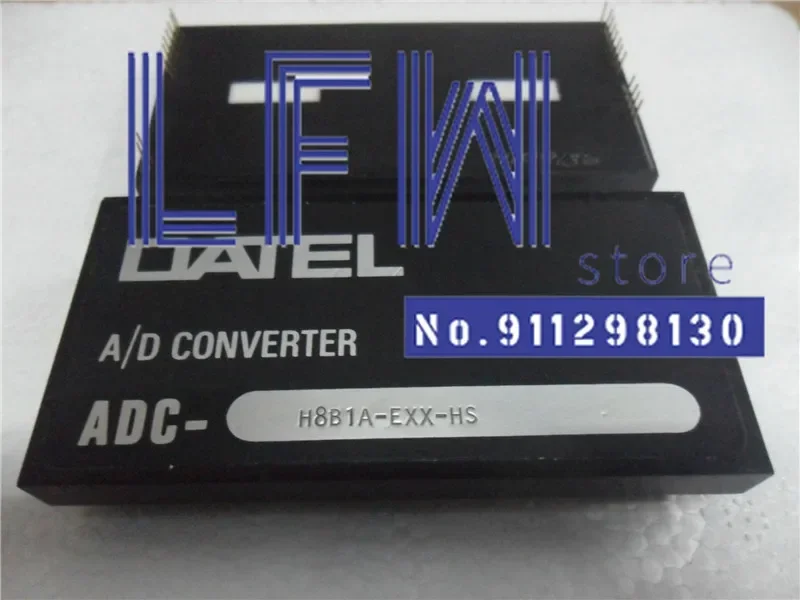 LFW
DATEL
store
No.911298130
A/D CONVERTER
ADC- H8B1A-EXX-HS